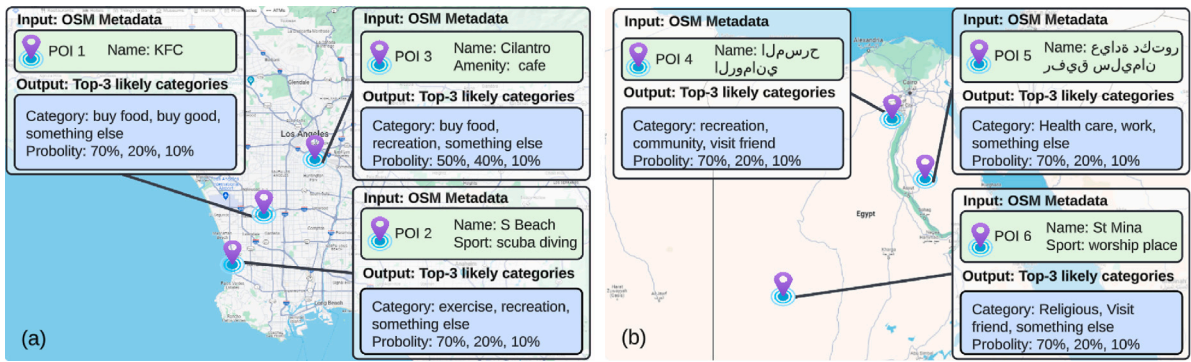 Input: OSM Metadata
POI 1 Name: KFC
Output: Top-3 likely categories
Category: buy food, buy good,
something else
Probolity: 70%, 20%, 10%
Input: OSM Metadata
POI 3 Name: Cilantro
Amenity: cafe
Output: Top-3 likely categories
Category: buy food,
recreation, something else
Probolity: 50%, 40%, 10%
Glendale
Los Angeles
Input: OSM Metadata
POI 2 Name: S Beach
Sport: scuba diving
Output: Top-3 likely categories
Category: exercise, recreation,
something else
Probolity: 70%, 20%, 10%
Long Beach
(a)
Input: OSM Metadata
POI 4 Name: المسرح
الروماني
Output: Top-3 likely categories
Category: recreation,
community, visit friend
Probolity: 70%, 20%, 10%
Alexandria
Cairo
Egypt
Input: OSM Metadata
POI 5 Name: عيادة دكتور
رفيق سليمان
Output: Top-3 likely categories
Category: Health care, work,
something else
Probolity: 70%, 20%, 10%
Input: OSM Metadata
POI 6 Name: St Mina
Sport: worship place
Output: Top-3 likely categories
Category: Religious, Visit
friend, something else
Probolity: 70%, 20%, 10%
(b)